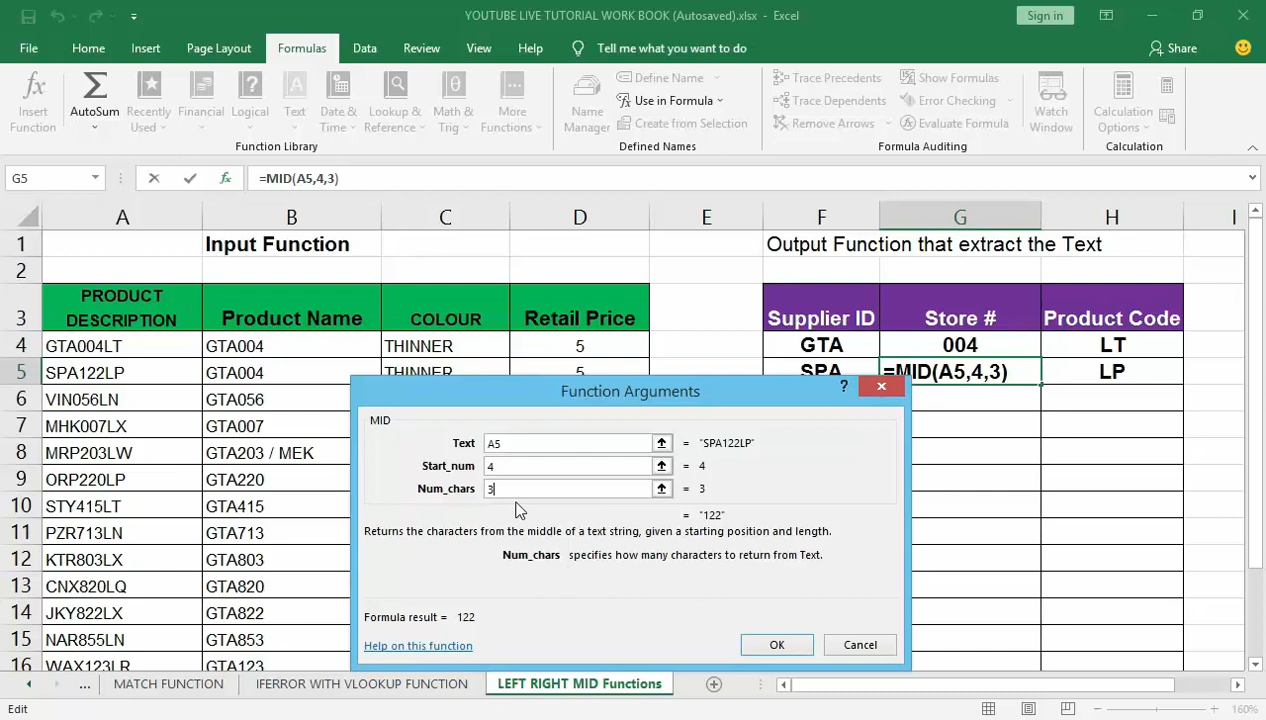 YOUTUBE LIVE TUTORIAL WORK BOOK (Autosaved).xlsx - Excel
Sign in
File Home Insert Page Layout Formulas Data Review View Help Tell me what you want to do Share
Insert Function
AutoSum
Recently Used
Financial
Logical
Text
Date & Time
Lookup & Reference
Math & Trig
More Functions
Function Library
Name Manager
Define Name
Use in Formula
Create from Selection
Defined Names
Trace Precedents
Trace Dependents
Remove Arrows
Show Formulas
Error Checking
Evaluate Formula
Formula Auditing
Watch Window
Calculation Options
Calculation
G5 fx =MID(A5,4,3)
A B C D E F G H I
1 Input Function Output Function that extract the Text
2
3 PRODUCT DESCRIPTION Product Name COLOUR Retail Price Supplier ID Store # Product Code
4 GTA004LT GTA004 THINNER 5 GTA 004 LT
5 SPA122LP GTA004 THINNER 5 SPA =MID(A5,4,3) LP
6 VIN056LN GTA056
7 MHK007LX GTA007
8 MRP203LW GTA203 / MEK
9 ORP220LP GTA220
10 STY415LT GTA415
11 PZR713LN GTA713
12 KTR803LX GTA803
13 CNX820LQ GTA820
14 JKY822LX GTA822
15 NAR855LN GTA853
16 WAX123LR GTA123
Function Arguments ?
MID
Text A5 = "SPA122LP"
Start_num 4 = 4
Num_chars 3 = 3
= "122"
Returns the characters from the middle of a text string, given a starting position and length.
Num_chars specifies how many characters to return from Text.
Formula result = 122
Help on this function
OK Cancel
... MATCH FUNCTION IFERROR WITH VLOOKUP FUNCTION LEFT RIGHT MID Functions
Edit 160%